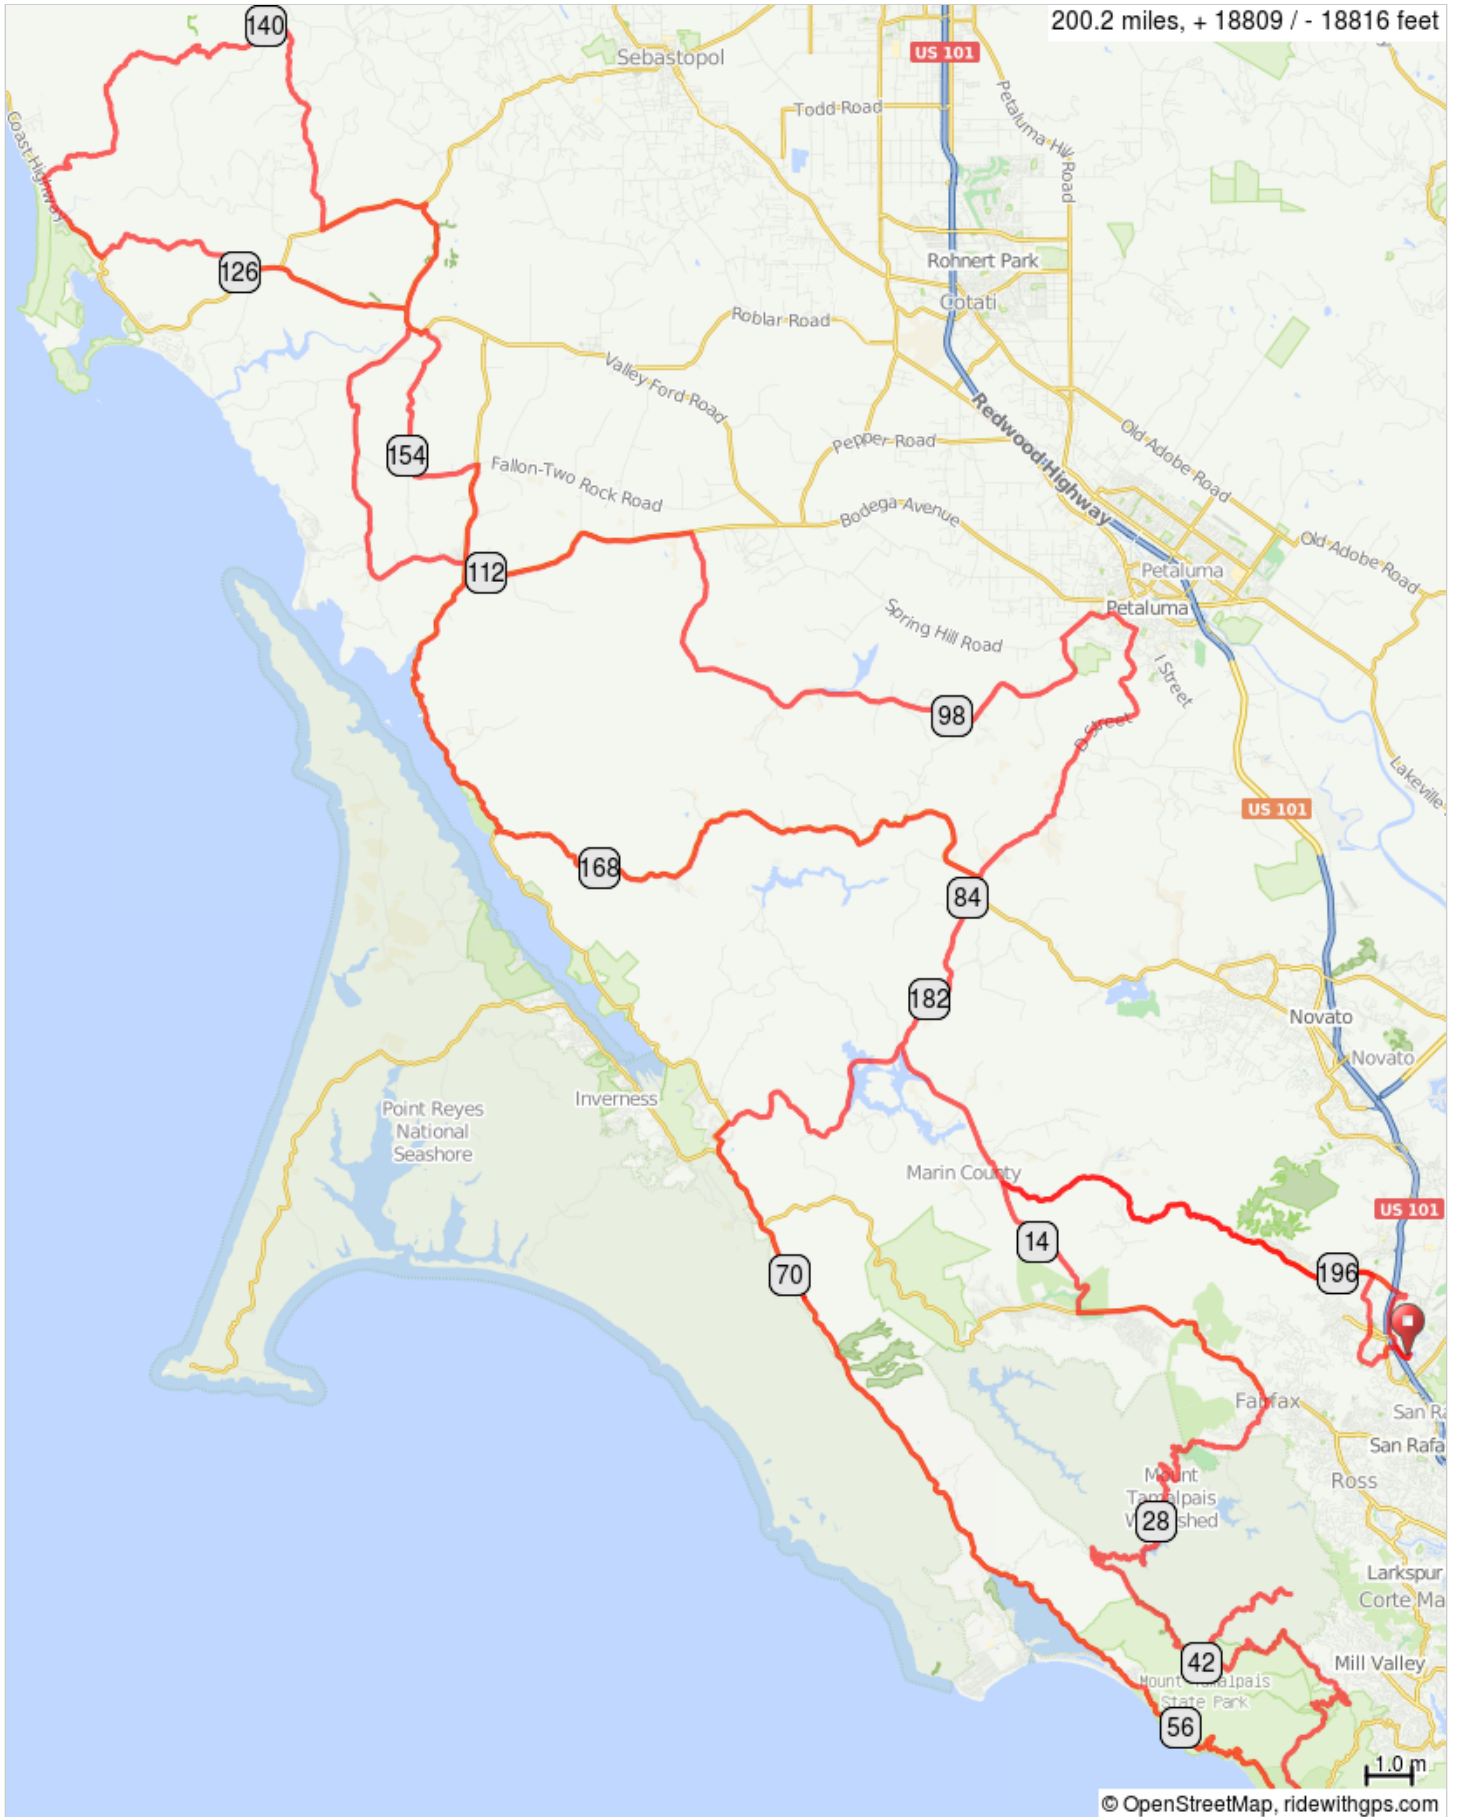 200.2 miles, + 18809 / - 18816 feet
140
Sebastopol
US 101
Todd Road
Petaluma Hill Road
Coast Highway
126
Rohnert Park
Cotati
Roblar Road
Valley Ford Road
Redwood Highway
154
Pepper Road
Old Adobe Road
Fallon-Two Rock Road
Bodega Avenue
Old Adobe Road
112
Petaluma
Petaluma
Spring Hill Road
I Street
98
D Street
Lakeville
US 101
168
84
182
Novato
Novato
Inverness
Point Reyes
National
Seashore
Marin County
US 101
14
70
196
Fairfax
San Ra
San Rafa
Mount
Tamalpais
W shed
Ross
28
Larkspur
Corte Ma
42
Mill Valley
Mount Tamalpais
State Park
56
1.0 m
© OpenStreetMap, ridewithgps.com